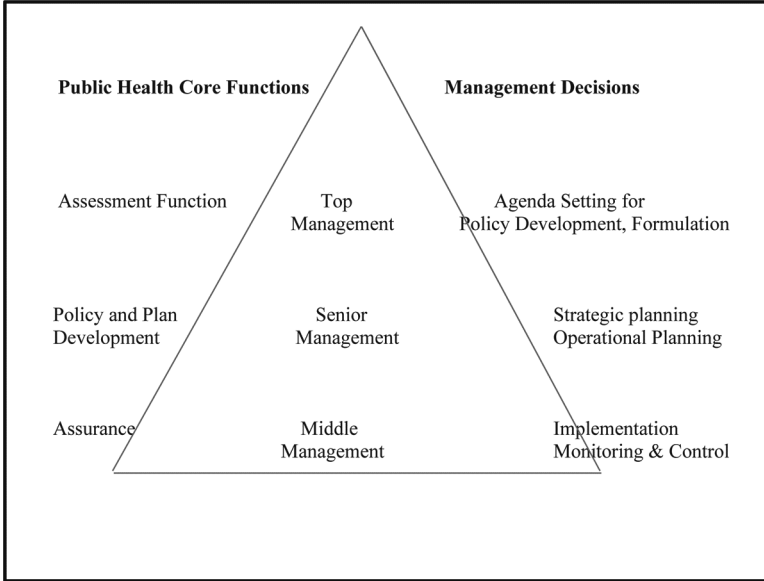 Public Health Core Functions
Management Decisions
Assessment Function
Top
Management
Agenda Setting for
Policy Development, Formulation
Policy and Plan
Development
Senior
Management
Strategic planning
Operational Planning
Assurance
Middle
Management
Implementation
Monitoring & Control